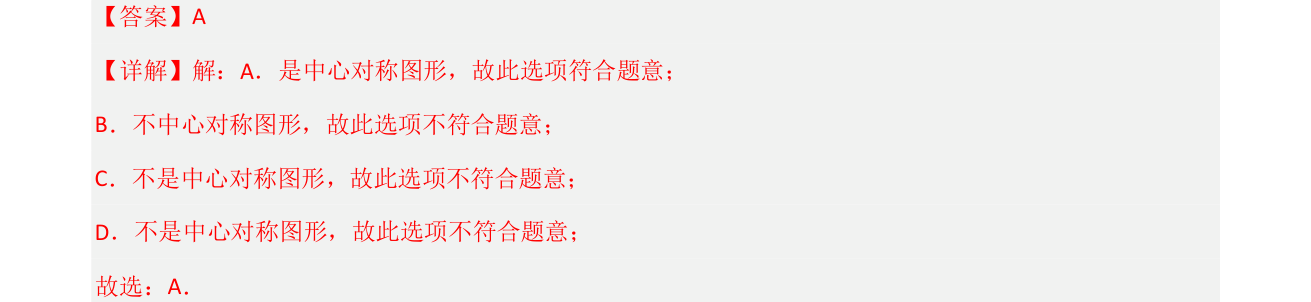 【答案】A
【详解】解：A．是中心对称图形，故此选项符合题意；
B．不中心对称图形，故此选项不符合题意；
C．不是中心对称图形，故此选项不符合题意；
D．不是中心对称图形，故此选项不符合题意；
故选：A．